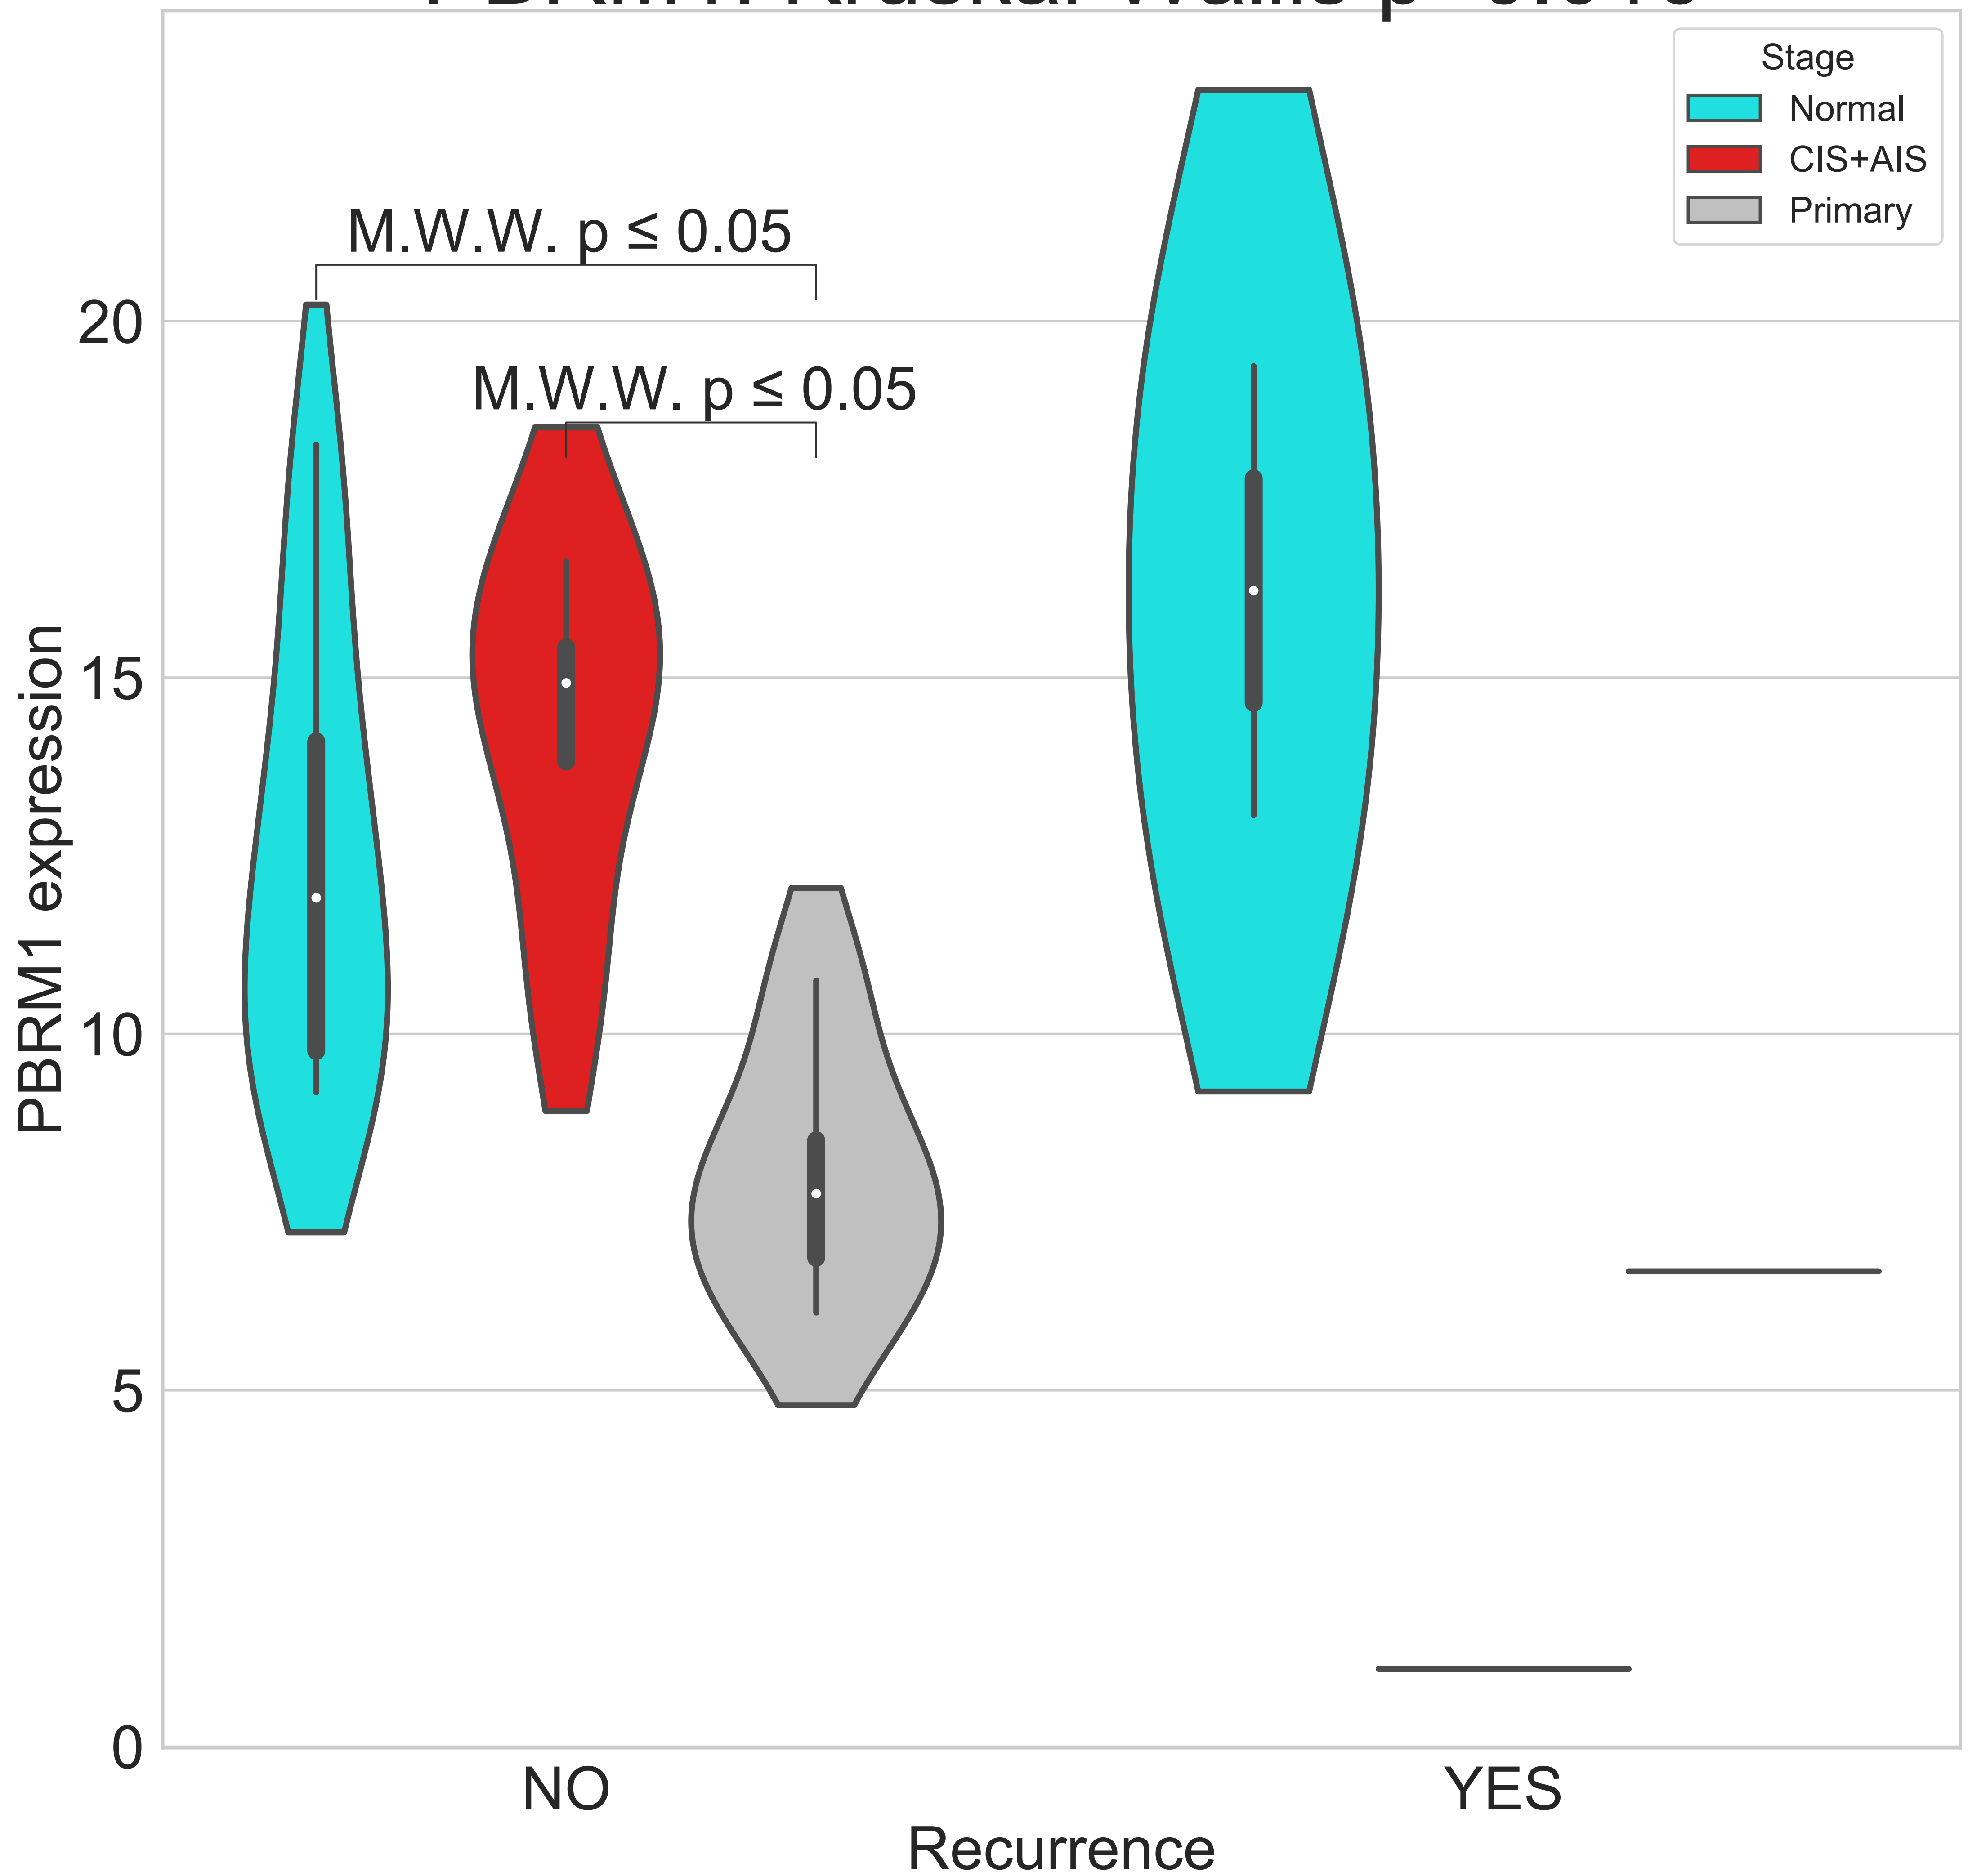 Stage
Normal
CIS+AIS
Primary
M.W.W. p ≤ 0.05
M.W.W. p ≤ 0.05
20
15
10
5
0
PBRM1 expression
NO
YES
Recurrence